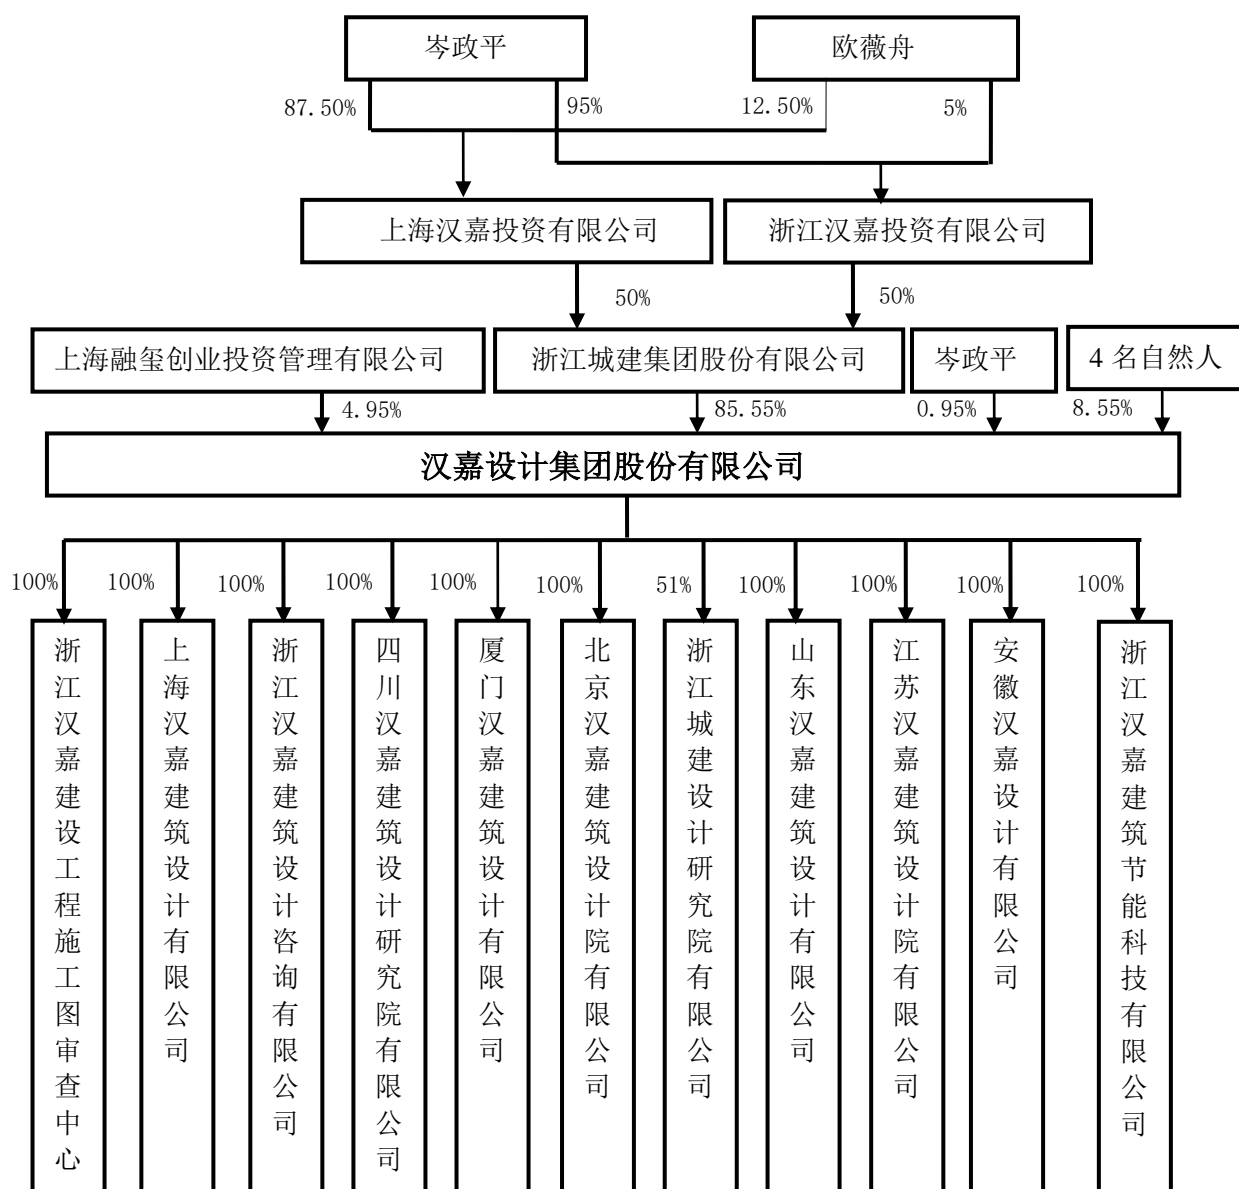 岑政平
欧薇舟
87.50%
95%
12.50%
5%
上海汉嘉投资有限公司
浙江汉嘉投资有限公司
50%
50%
上海融玺创业投资管理有限公司
浙江城建集团股份有限公司
岑政平
4 名自然人
4.95%
85.55%
0.95%
8.55%
汉嘉设计集团股份有限公司
100%
100%
100%
100%
100%
100%
51%
100%
100%
100%
100%
浙江汉嘉建设工程施工图审查中心
上海汉嘉建筑设计有限公司
浙江汉嘉建筑设计咨询有限公司
四川汉嘉建筑设计研究院有限公司
厦门汉嘉建筑设计有限公司
北京汉嘉建筑设计院有限公司
浙江城建设计研究院有限公司
山东汉嘉建筑设计有限公司
江苏汉嘉建筑设计院有限公司
安徽汉嘉设计有限公司
浙江汉嘉建筑节能科技有限公司